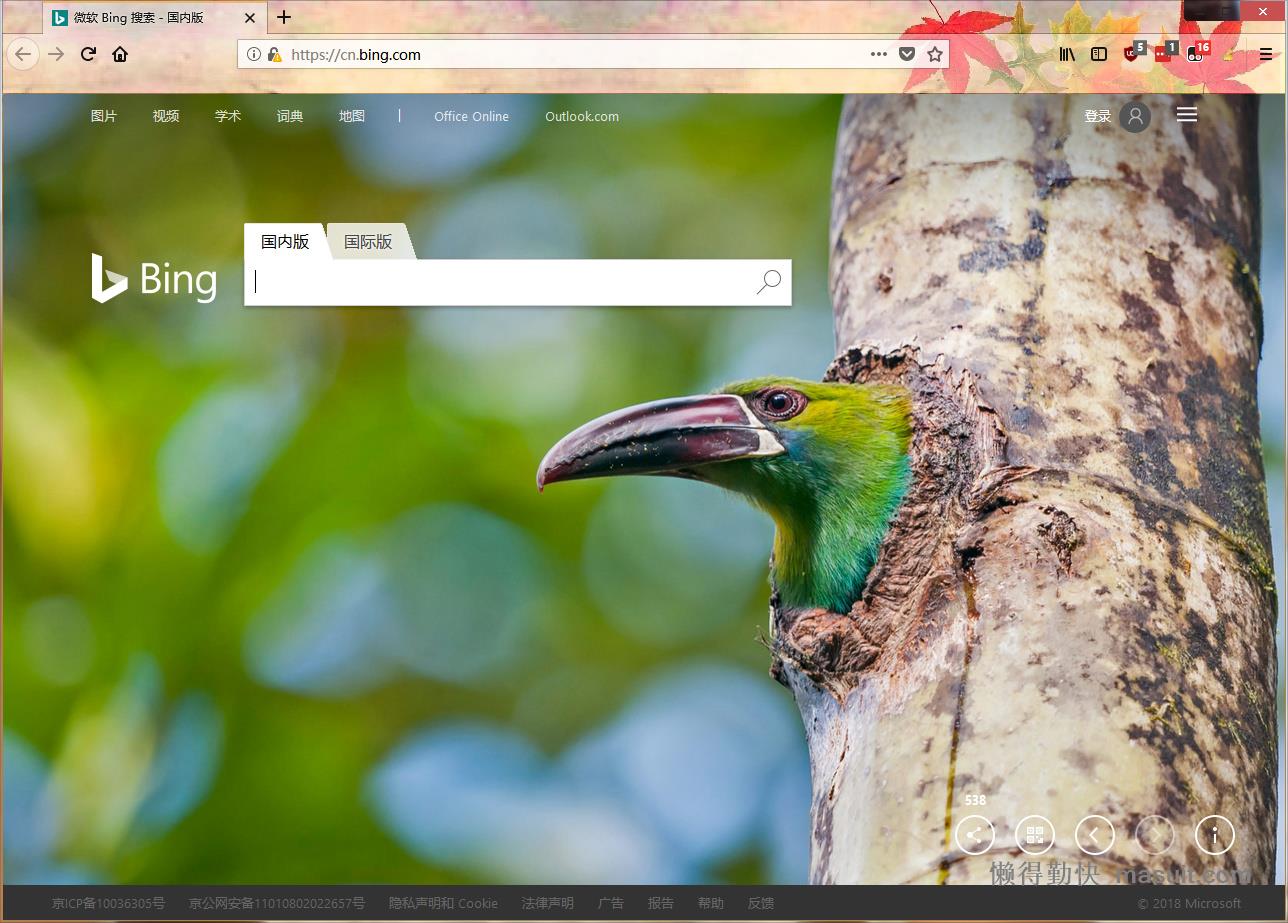 微软 Bing 搜索 - 国内版
https://cn.bing.com
5 1 16
图片 视频 学术 词典 地图 | Office Online Outlook.com 登录
国内版 国际版
Bing
538
懒得勤快 masuit.com
京ICP备10036305号 京公网安备11010802022657号 隐私声明和 Cookie 法律声明 广告 报告 帮助 反馈 © 2018 Microsoft